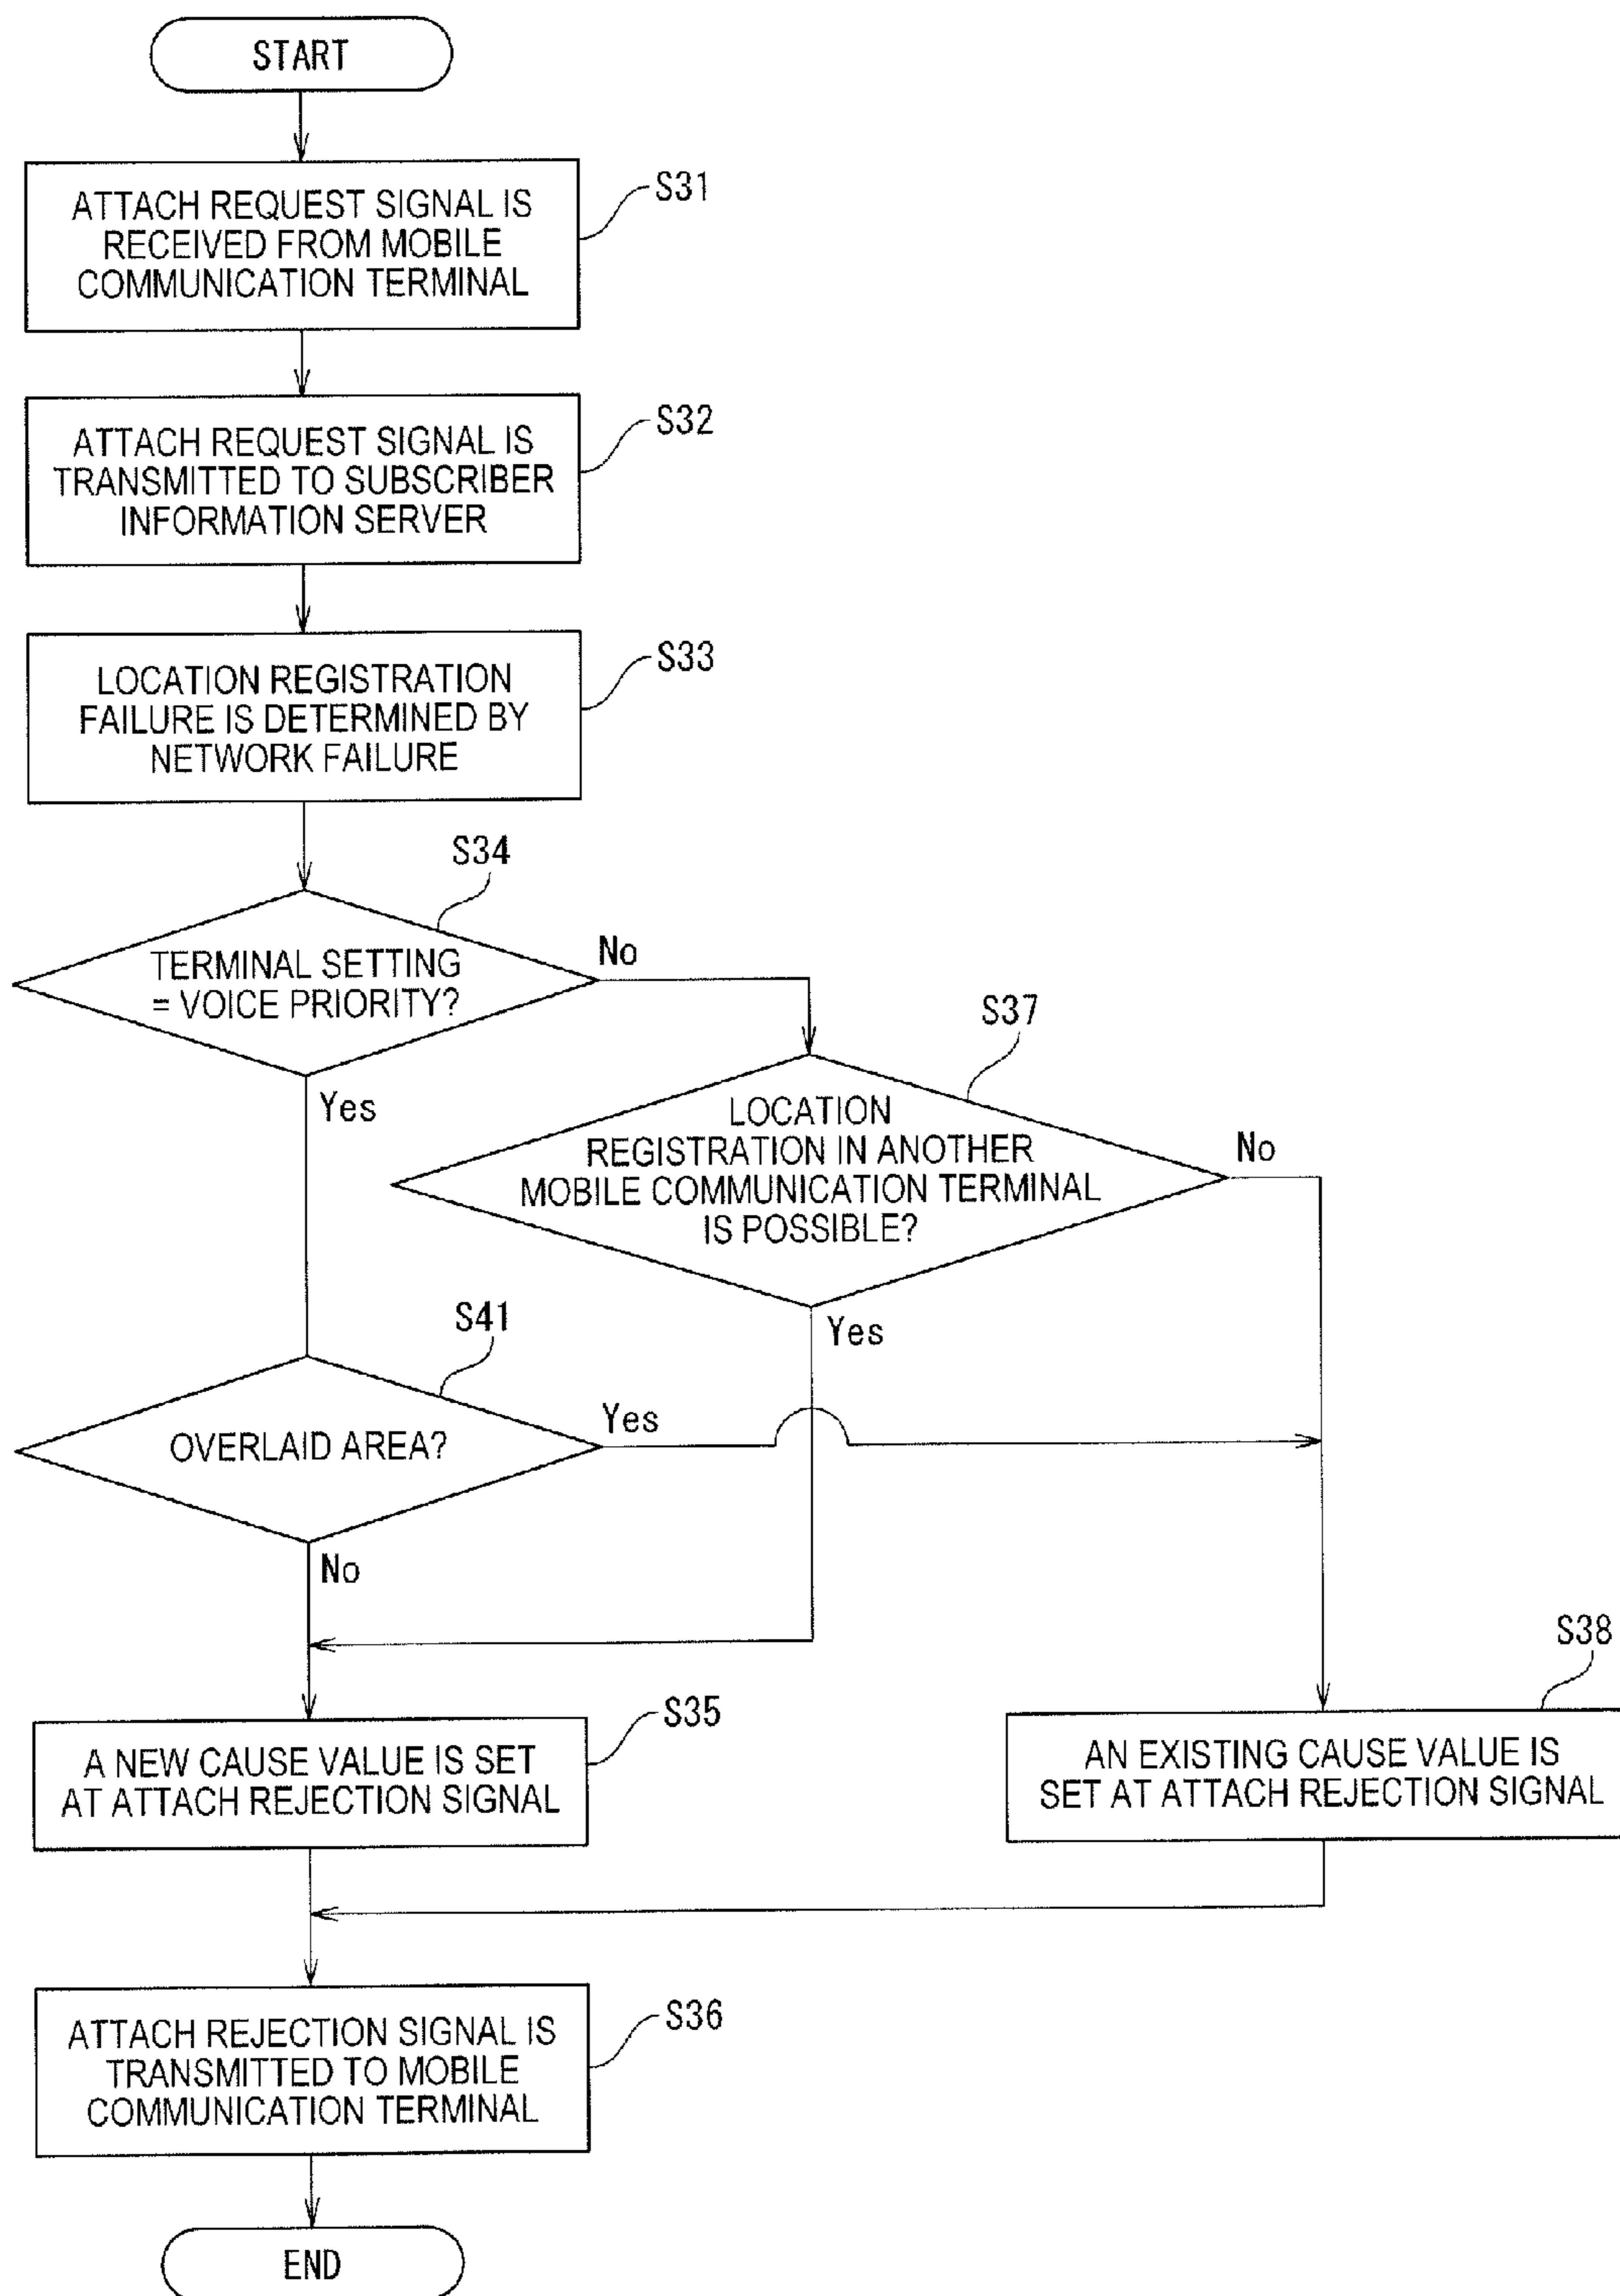 START
ATTACH REQUEST SIGNAL IS
RECEIVED FROM MOBILE
COMMUNICATION TERMINAL
S31
ATTACH REQUEST SIGNAL IS
TRANSMITTED TO SUBSCRIBER
INFORMATION SERVER
S32
LOCATION REGISTRATION
FAILURE IS DETERMINED BY
NETWORK FAILURE
S33
S34
TERMINAL SETTING
= VOICE PRIORITY?
No
Yes
S37
LOCATION
REGISTRATION IN ANOTHER
MOBILE COMMUNICATION TERMINAL
IS POSSIBLE?
No
Yes
S41
OVERLAID AREA?
Yes
No
S35
A NEW CAUSE VALUE IS SET
AT ATTACH REJECTION SIGNAL
S38
AN EXISTING CAUSE VALUE IS
SET AT ATTACH REJECTION SIGNAL
ATTACH REJECTION SIGNAL IS
TRANSMITTED TO MOBILE
COMMUNICATION TERMINAL
S36
END